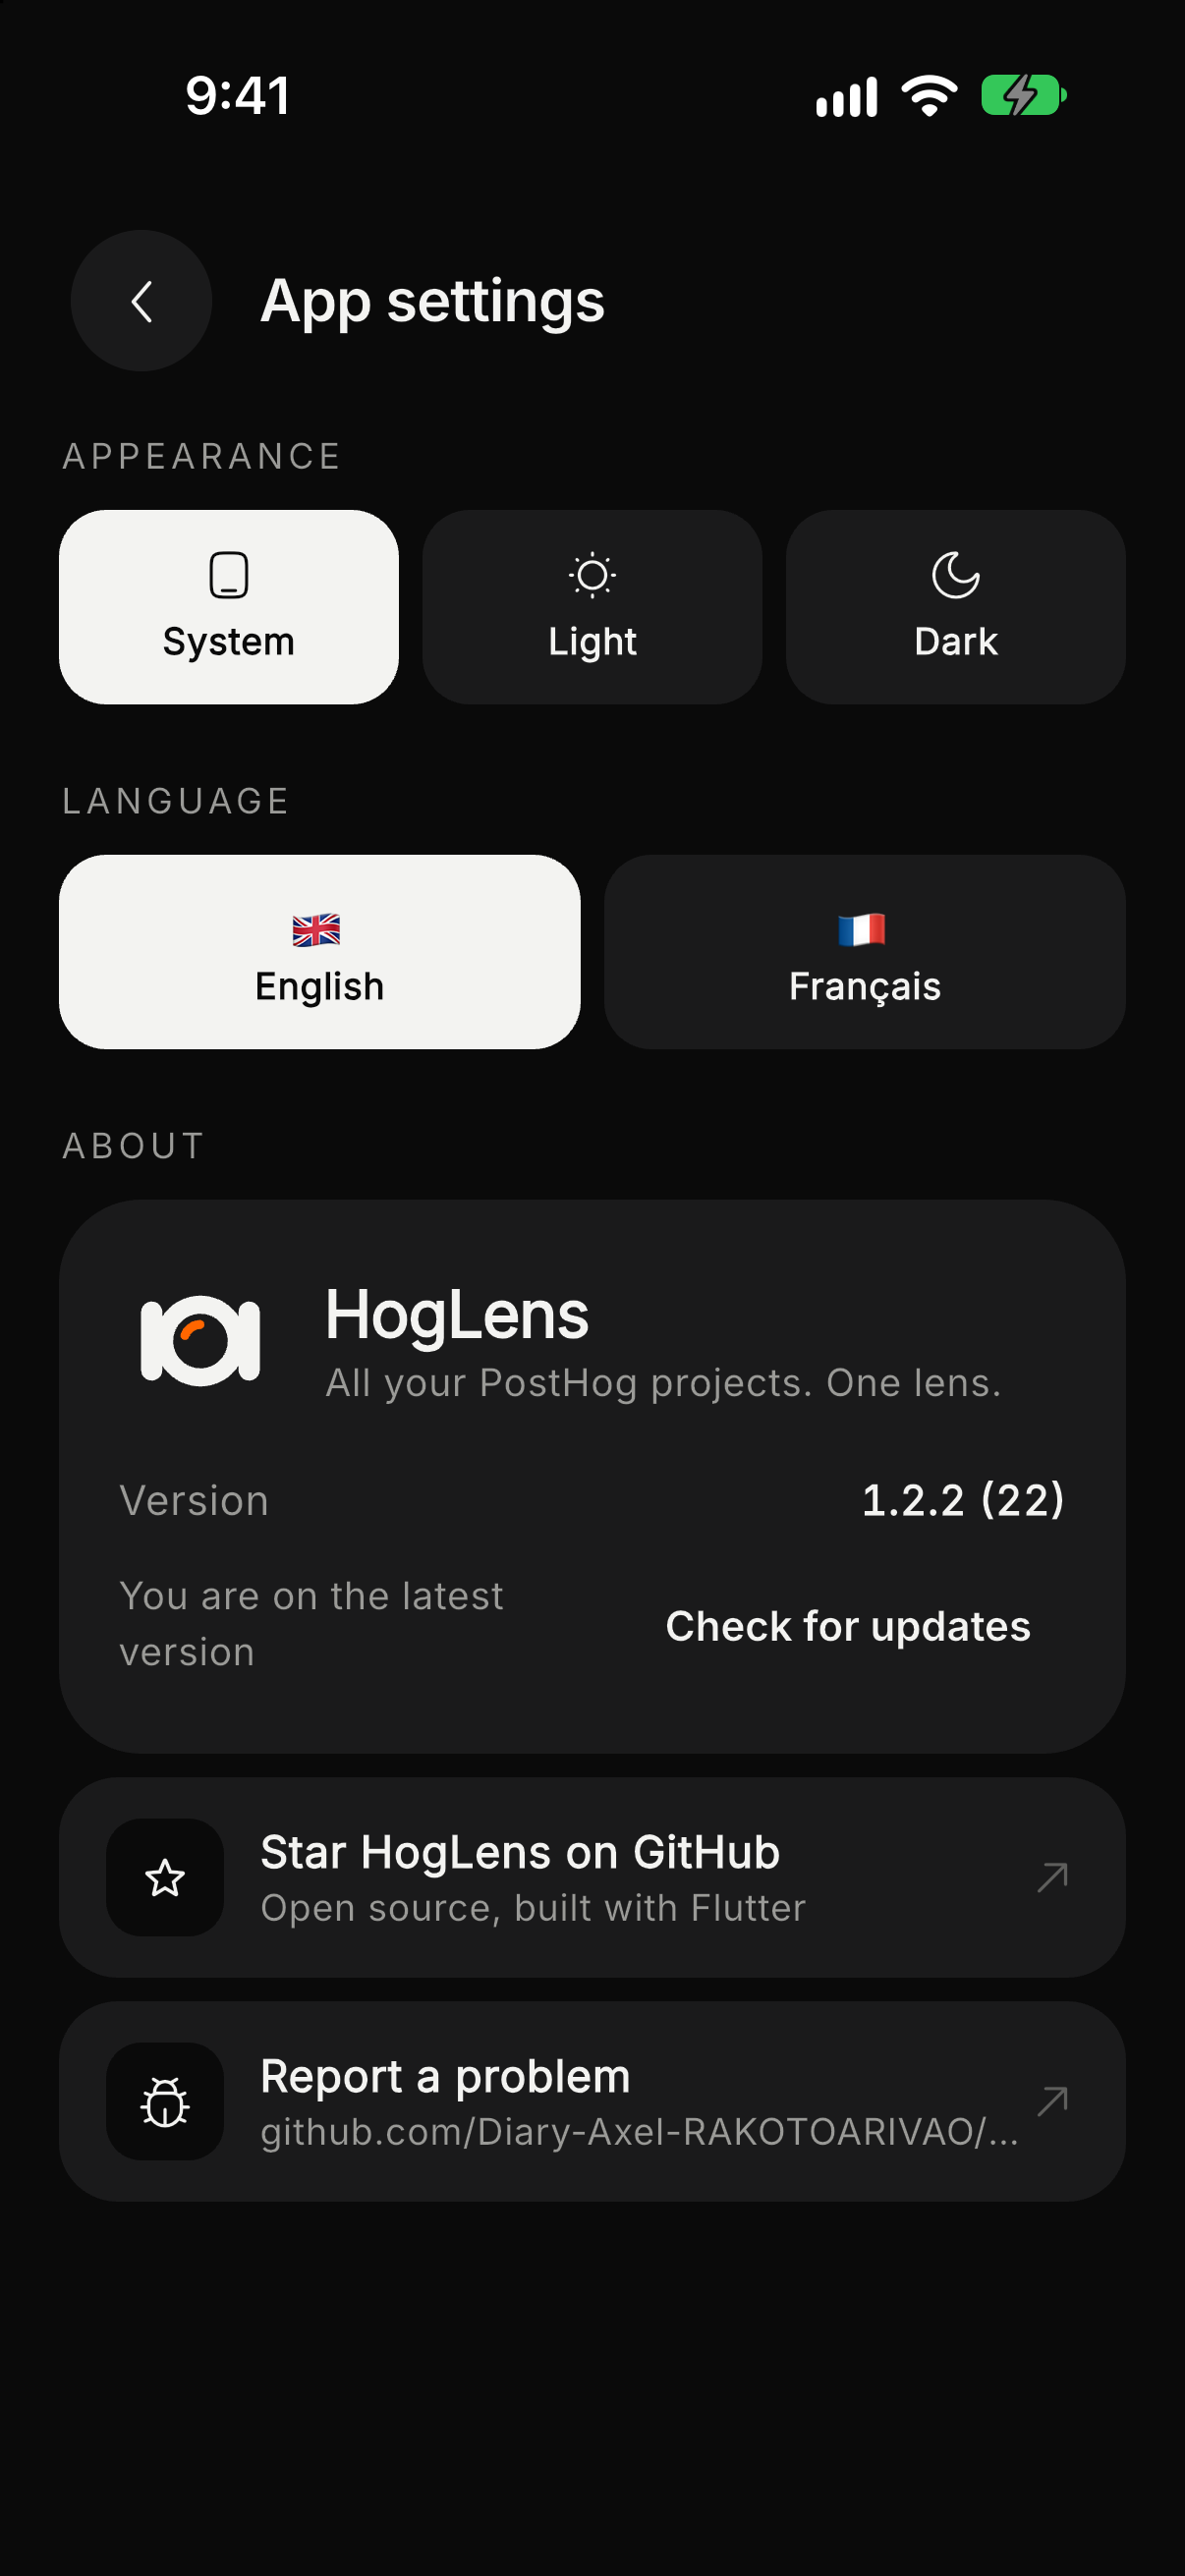 9:41
App settings
APPEARANCE
System
Light
Dark
LANGUAGE
English
Français
ABOUT
HogLens
All your PostHog projects. One lens.
Version
1.2.2 (22)
You are on the latest
version
Check for updates
Star HogLens on GitHub
Open source, built with Flutter
Report a problem
github.com/Diary-Axel-RAKOTOARIVAO/...